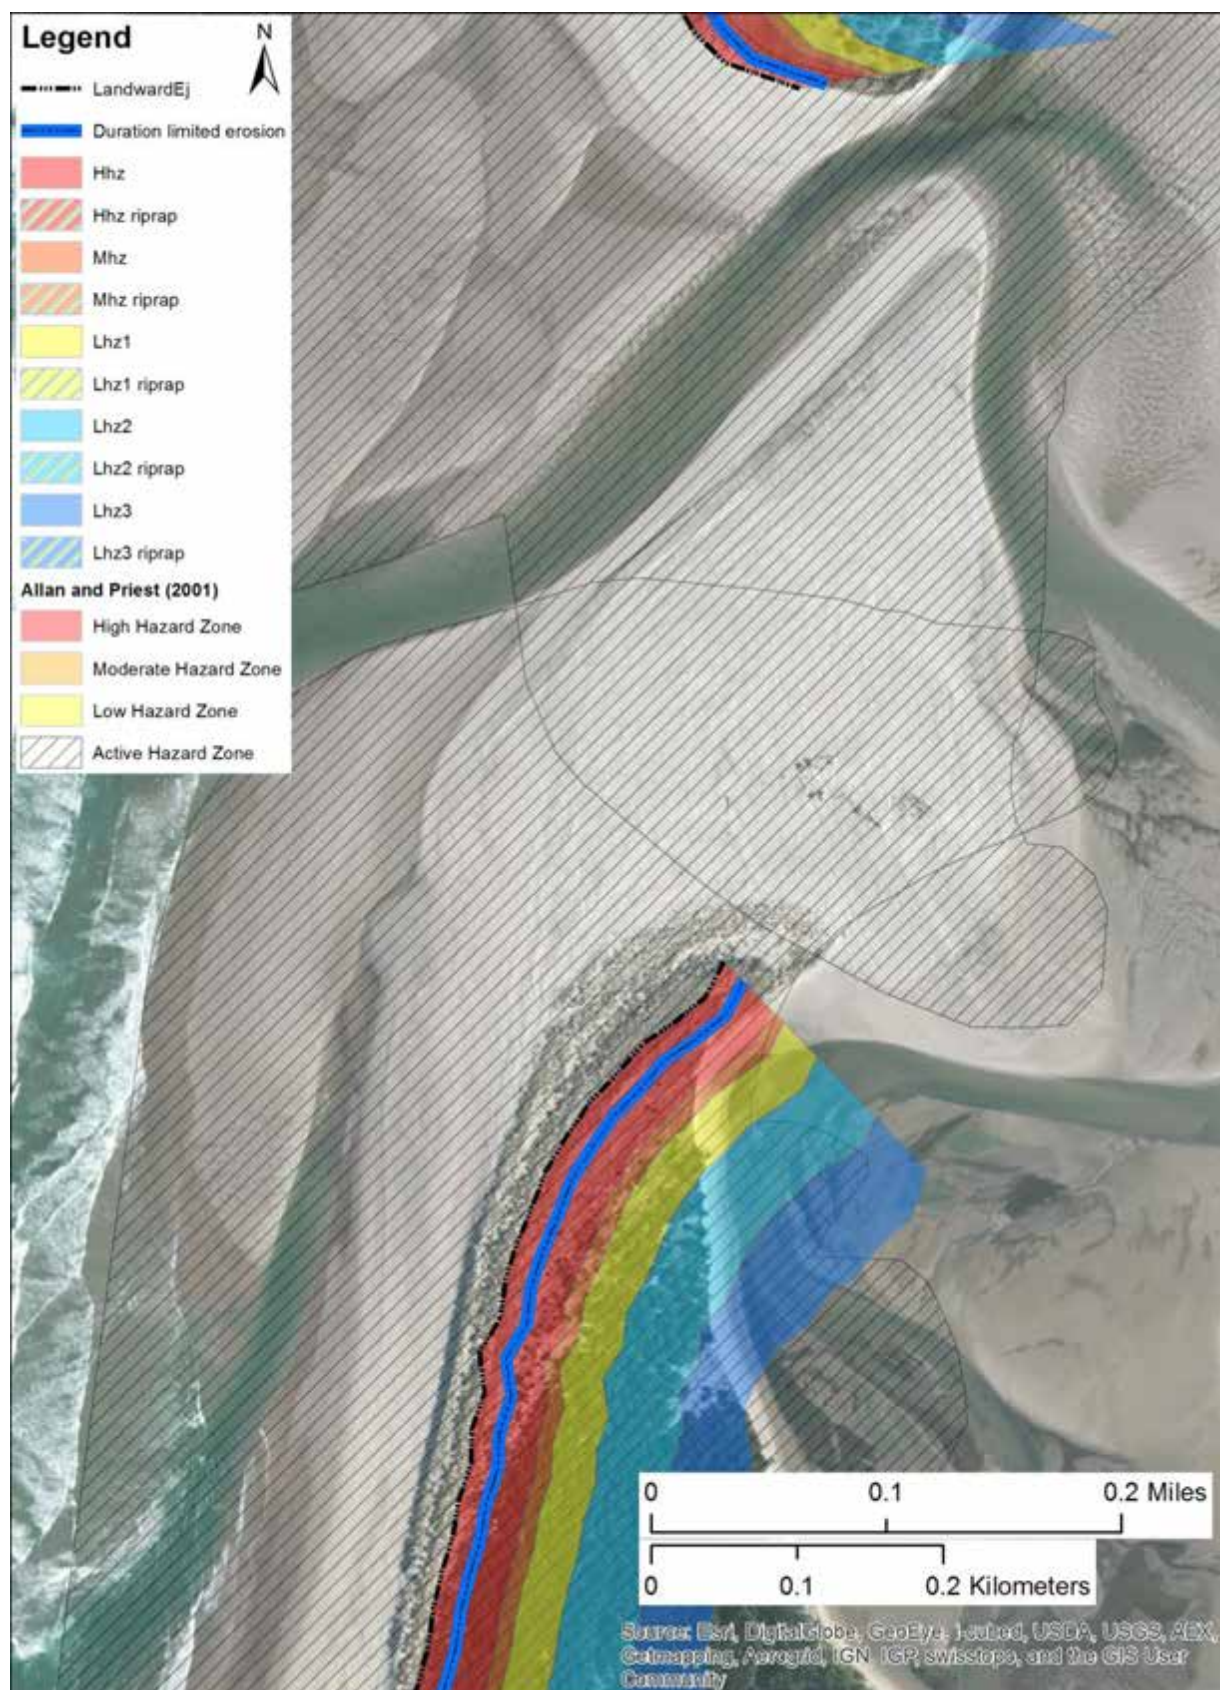 Legend
N
LandwardEj
Duration limited erosion
Hhz
Hhz riprap
Mhz
Mhz riprap
Lhz1
Lhz1 riprap
Lhz2
Lhz2 riprap
Lhz3
Lhz3 riprap
Allan and Priest (2001)
High Hazard Zone
Moderate Hazard Zone
Low Hazard Zone
Active Hazard Zone
0 0.1 0.2 Miles
0 0.1 0.2 Kilometers
Source: Esri, DigitalGlobe, GeoEye, i-cubed, USDA, USGS, AEX,
Getmapping, Aerogrid, IGN, IGP, swisstopo, and the GIS User
Community